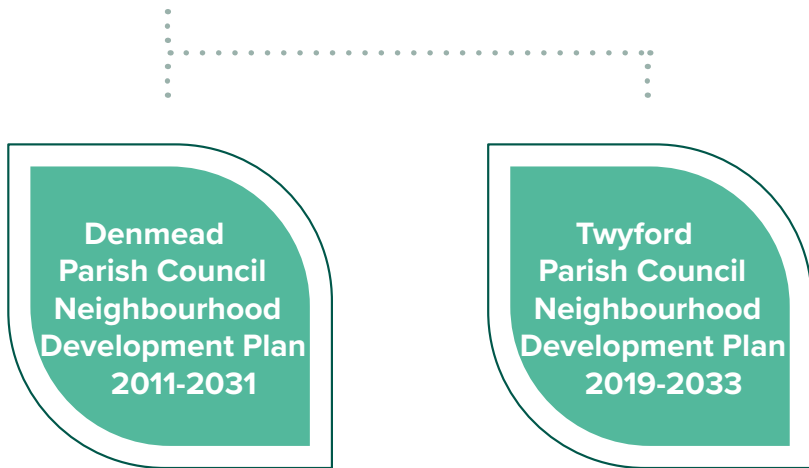 Denmead
Parish Council
Neighbourhood
Development Plan
2011-2031
Twyford
Parish Council
Neighbourhood
Development Plan
2019-2033